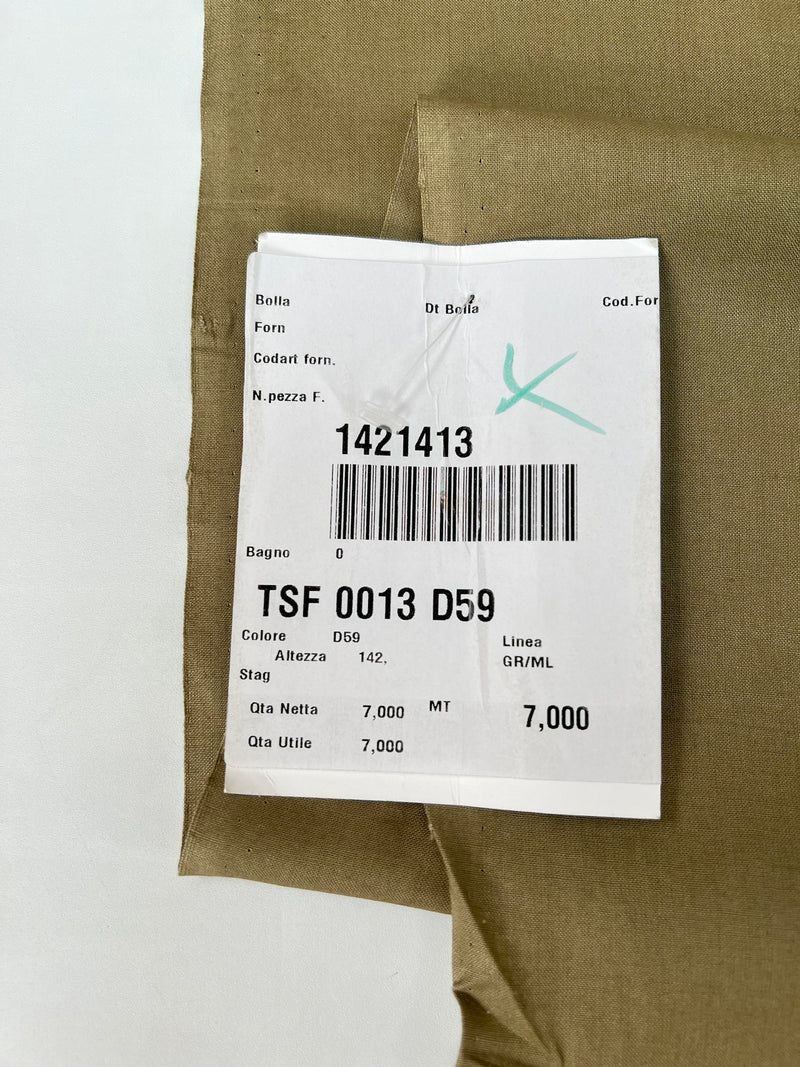 Bolla Dt Bolla Cod.For
Forn
Codart forn.
N.pezza F.
1421413
Bagno 0
TSF 0013 D59
Colore D59 Linea
Altezza 142, GR/ML
Stag
Qta Netta 7,000 MT 7,000
Qta Utile 7,000